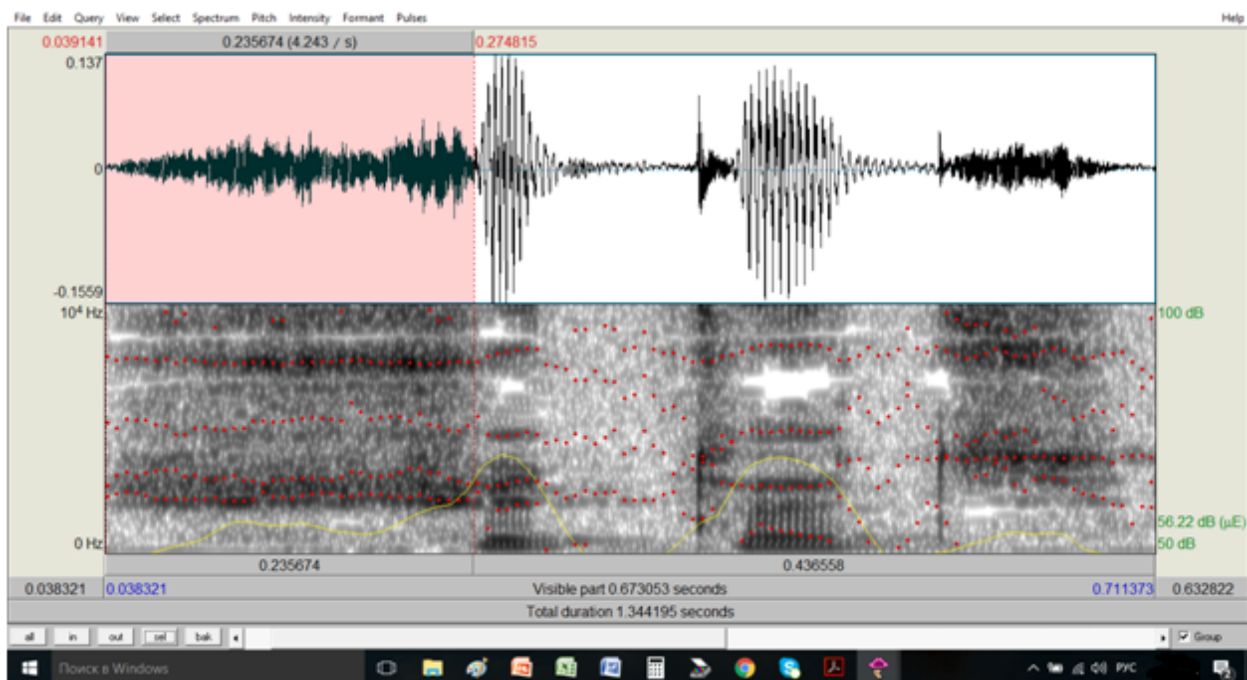 File Edit Query View Select Spectrum Pitch Intensity Formant Pulses Help
0.039141 0.235674 (4.243 / s) 0.274815
0.137
0
-0.1559
10⁴ Hz 100 dB
56.22 dB (µE)
0 Hz 50 dB
0.235674 0.436558
0.038321 0.038321 Visible part 0.673053 seconds 0.711373 0.632822
Total duration 1.344195 seconds
all in out sel bak Group
Поиск в Windows РУС 2